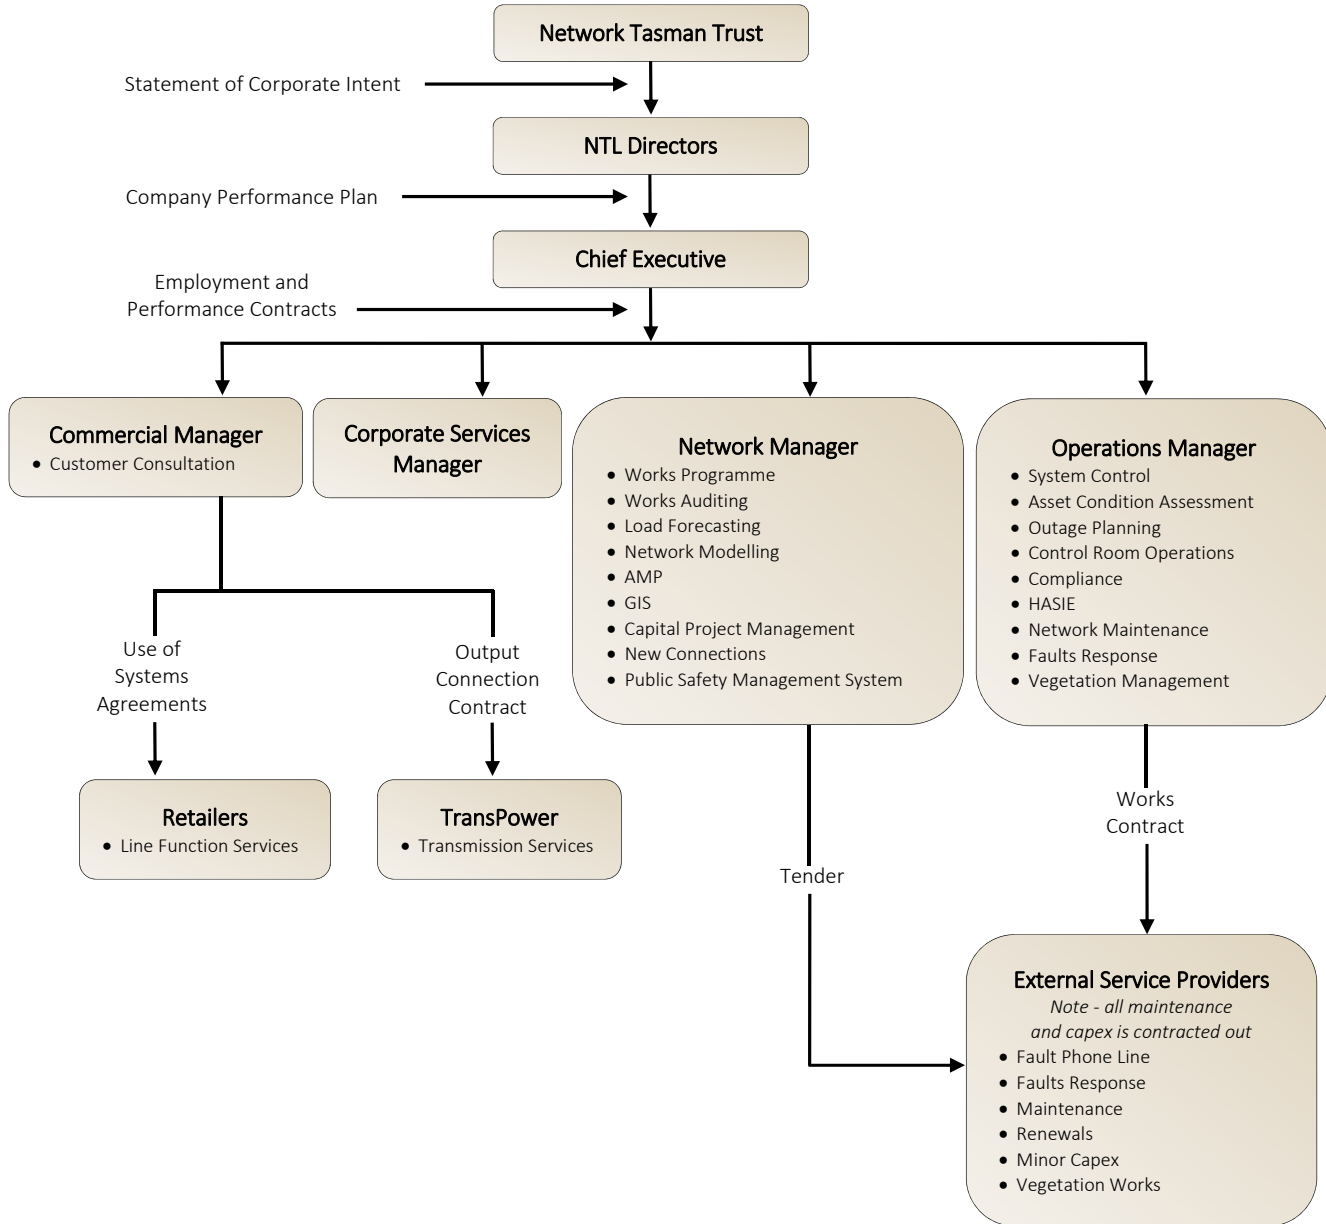 Network Tasman Trust
Statement of Corporate Intent
NTL Directors
Company Performance Plan
Chief Executive
Employment and
Performance Contracts
Commercial Manager
• Customer Consultation
Corporate Services
Manager
Network Manager
• Works Programme
• Works Auditing
• Load Forecasting
• Network Modelling
• AMP
• GIS
• Capital Project Management
• New Connections
• Public Safety Management System
Operations Manager
• System Control
• Asset Condition Assessment
• Outage Planning
• Control Room Operations
• Compliance
• HASIE
• Network Maintenance
• Faults Response
• Vegetation Management
Use of
Systems
Agreements
Output
Connection
Contract
Retailers
• Line Function Services
TransPower
• Transmission Services
Works
Contract
Tender
External Service Providers
Note - all maintenance
and capex is contracted out
• Fault Phone Line
• Faults Response
• Maintenance
• Renewals
• Minor Capex
• Vegetation Works